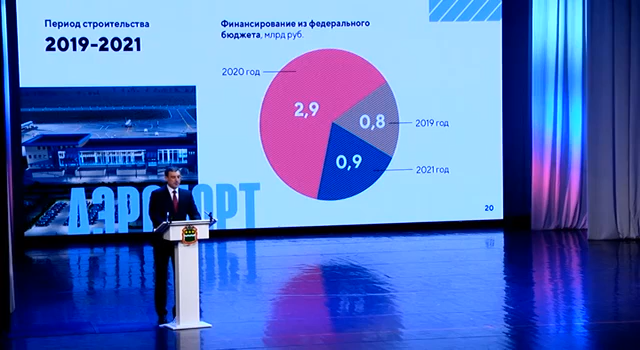 Период строительства
2019-2021
Финансирование из федерального
бюджета, млрд руб.
2020 год
2,9
0,8
2019 год
0,9
2021 год
АЭРОПОРТ
20